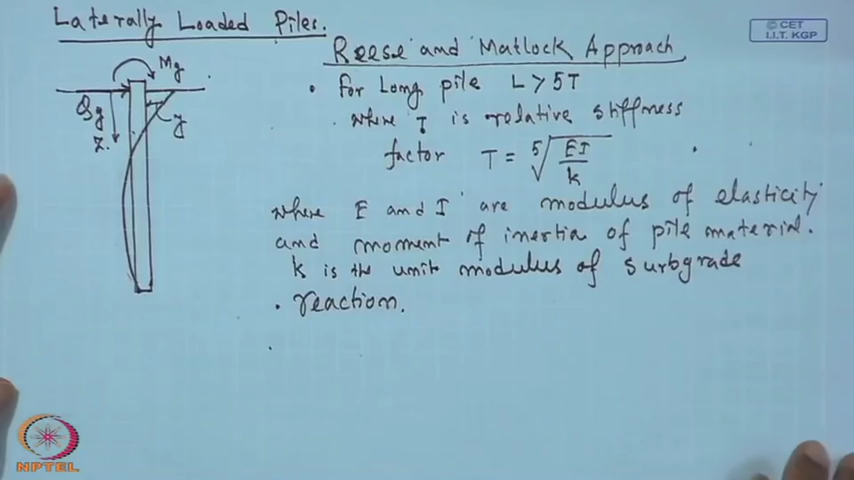 Laterally Loaded Piles.
© CET
I.I.T. KGP
Reese and Matlock Approach
Mg
Qg
z.
y
• For Long pile L > 5T
where T is relative stiffness
factor T = ⁵√(EI/k)
where E and I are modulus of elasticity
and moment of inertia of pile material.
k is the unit modulus of surbgrade
• reaction.
NPTEL